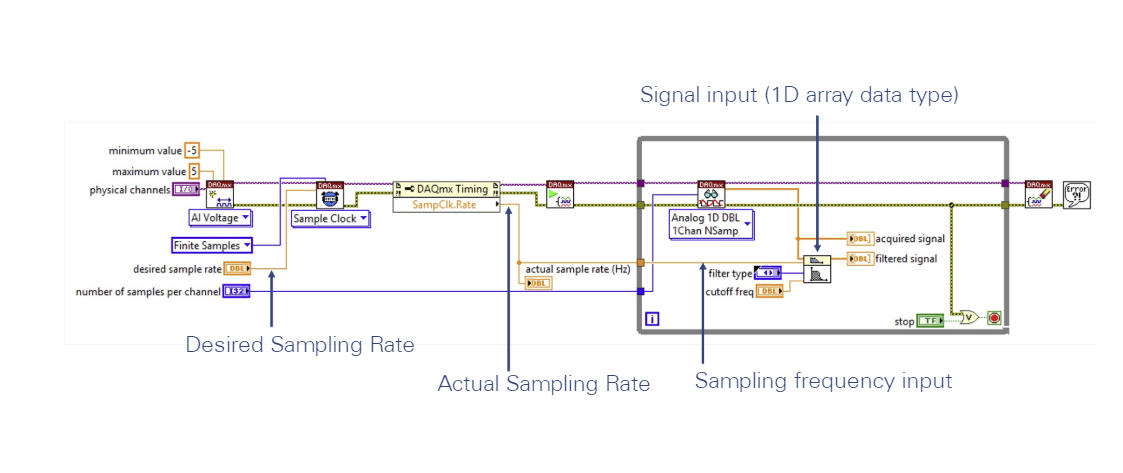 Signal input (1D array data type)
minimum value -5
maximum value 5
physical channels I/O
DAQmx
DAQmx
DAQmx Timing
SampClk.Rate
DAQmx
DAQmx
DAQmx
Error
?!
AI Voltage
Sample Clock
Analog 1D DBL
1Chan NSamp
Finite Samples
DBL acquired signal
DBL filtered signal
desired sample rate DBL
actual sample rate (Hz)
DBL
filter type
cutoff freq DBL
number of samples per channel I32
i
stop TF
V
Desired Sampling Rate
Actual Sampling Rate
Sampling frequency input